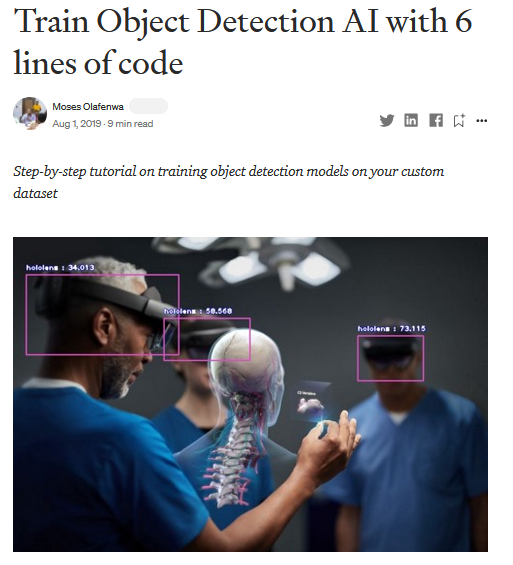 Train Object Detection AI with 6
lines of code
Moses Olafenwa
Aug 1, 2019 · 9 min read
Step-by-step tutorial on training object detection models on your custom
dataset
hololens : 34.013
hololens : 58.568
hololens : 73.115